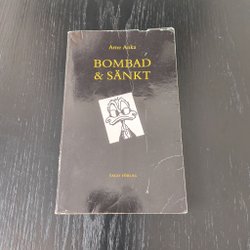 Arne Anka
BOMBAD
& SÄNKT
TAGO FÖRLAG